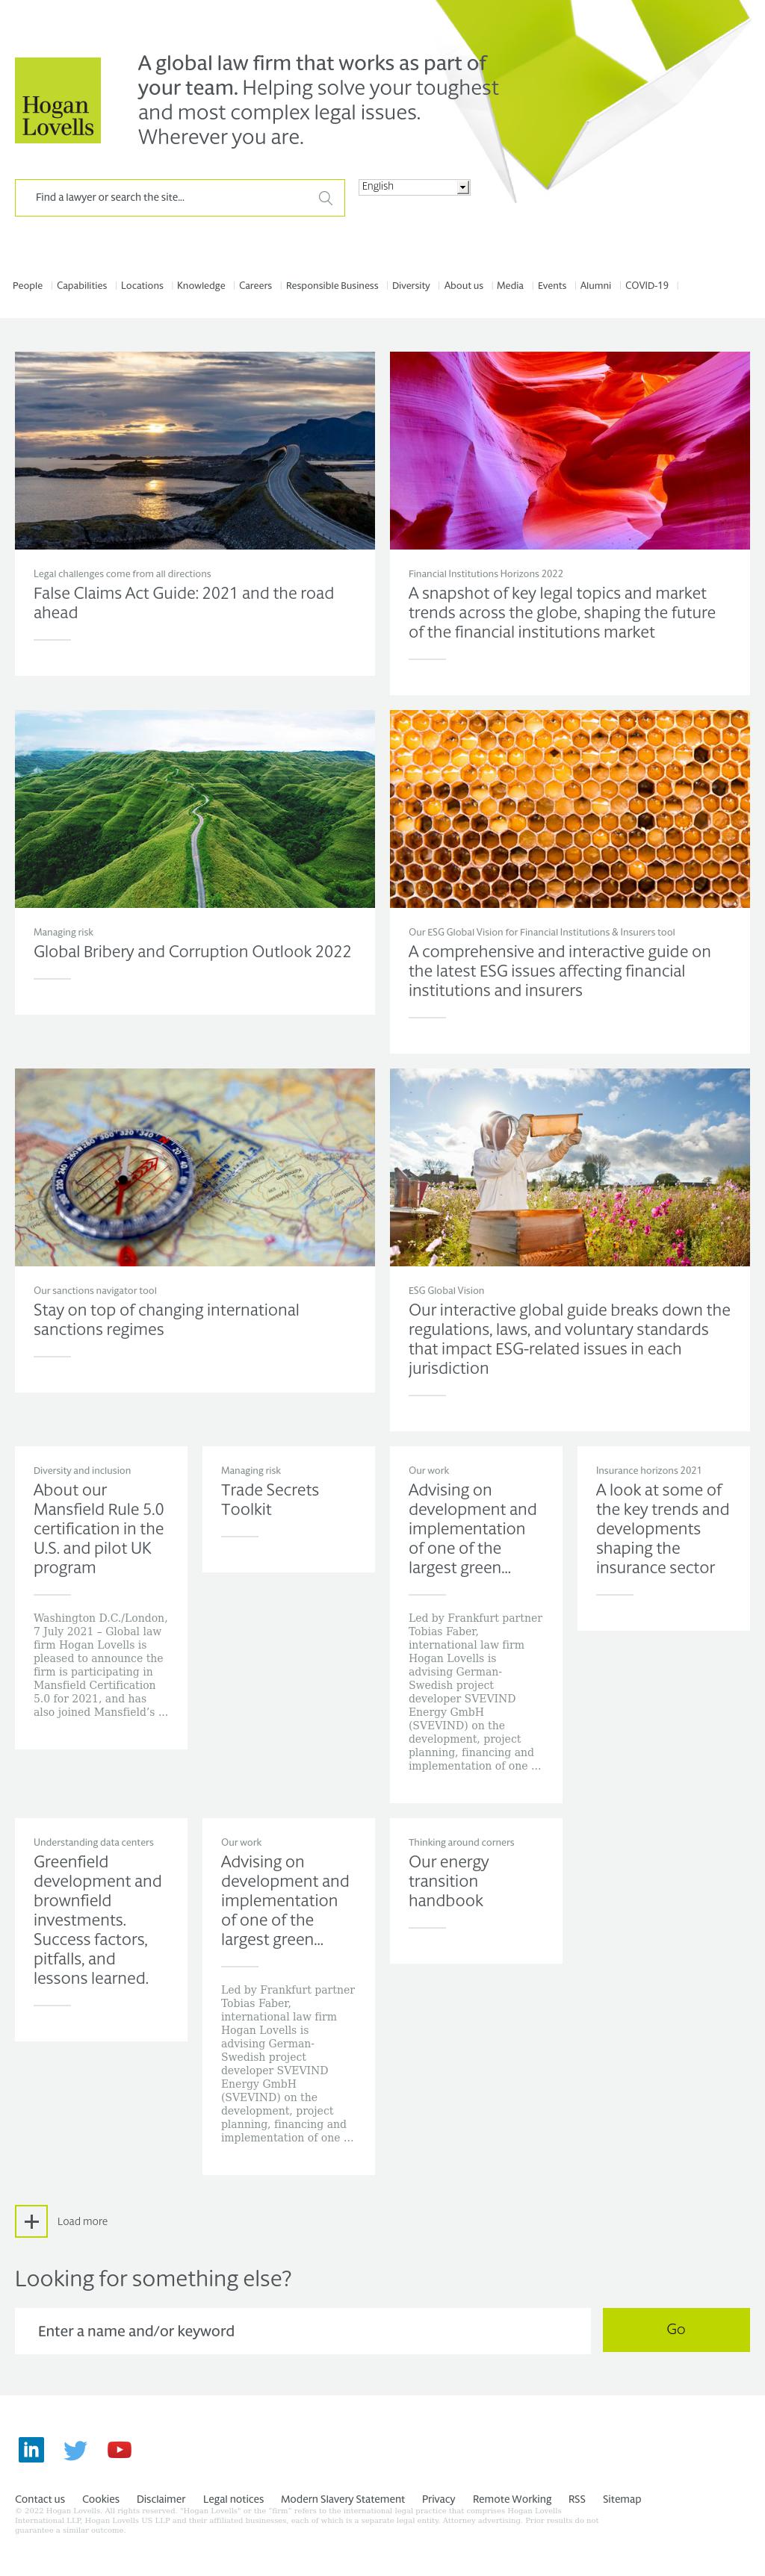 A global law firm that works as part of
your team. Helping solve your toughest
and most complex legal issues.
Wherever you are.
Hogan
Lovells
Find a lawyer or search the site...
English
People
Capabilities
Locations
Knowledge
Careers
Responsible Business
Diversity
About us
Media
Events
Alumni
COVID-19
Legal challenges come from all directions
False Claims Act Guide: 2021 and the road
ahead
Financial Institutions Horizons 2022
A snapshot of key legal topics and market
trends across the globe, shaping the future
of the financial institutions market
Managing risk
Global Bribery and Corruption Outlook 2022
Our ESG Global Vision for Financial Institutions & Insurers tool
A comprehensive and interactive guide on
the latest ESG issues affecting financial
institutions and insurers
Our sanctions navigator tool
Stay on top of changing international
sanctions regimes
ESG Global Vision
Our interactive global guide breaks down the
regulations, laws, and voluntary standards
that impact ESG-related issues in each
jurisdiction
Diversity and inclusion
About our
Mansfield Rule 5.0
certification in the
U.S. and pilot UK
program
Washington D.C./London,
7 July 2021 – Global law
firm Hogan Lovells is
pleased to announce the
firm is participating in
Mansfield Certification
5.0 for 2021, and has
also joined Mansfield’s ...
Managing risk
Trade Secrets
Toolkit
Our work
Advising on
development and
implementation
of one of the
largest green...
Led by Frankfurt partner
Tobias Faber,
international law firm
Hogan Lovells is
advising German-
Swedish project
developer SVEVIND
Energy GmbH
(SVEVIND) on the
development, project
planning, financing and
implementation of one ...
Insurance horizons 2021
A look at some of
the key trends and
developments
shaping the
insurance sector
Understanding data centers
Greenfield
development and
brownfield
investments.
Success factors,
pitfalls, and
lessons learned.
Our work
Advising on
development and
implementation
of one of the
largest green...
Led by Frankfurt partner
Tobias Faber,
international law firm
Hogan Lovells is
advising German-
Swedish project
developer SVEVIND
Energy GmbH
(SVEVIND) on the
development, project
planning, financing and
implementation of one ...
Thinking around corners
Our energy
transition
handbook
Load more
Looking for something else?
Enter a name and/or keyword
Go
Contact us
Cookies
Disclaimer
Legal notices
Modern Slavery Statement
Privacy
Remote Working
RSS
Sitemap
© 2022 Hogan Lovells. All rights reserved. "Hogan Lovells" or the "firm" refers to the international legal practice that comprises Hogan Lovells
International LLP, Hogan Lovells US LLP and their affiliated businesses, each of which is a separate legal entity. Attorney advertising. Prior results do not
guarantee a similar outcome.